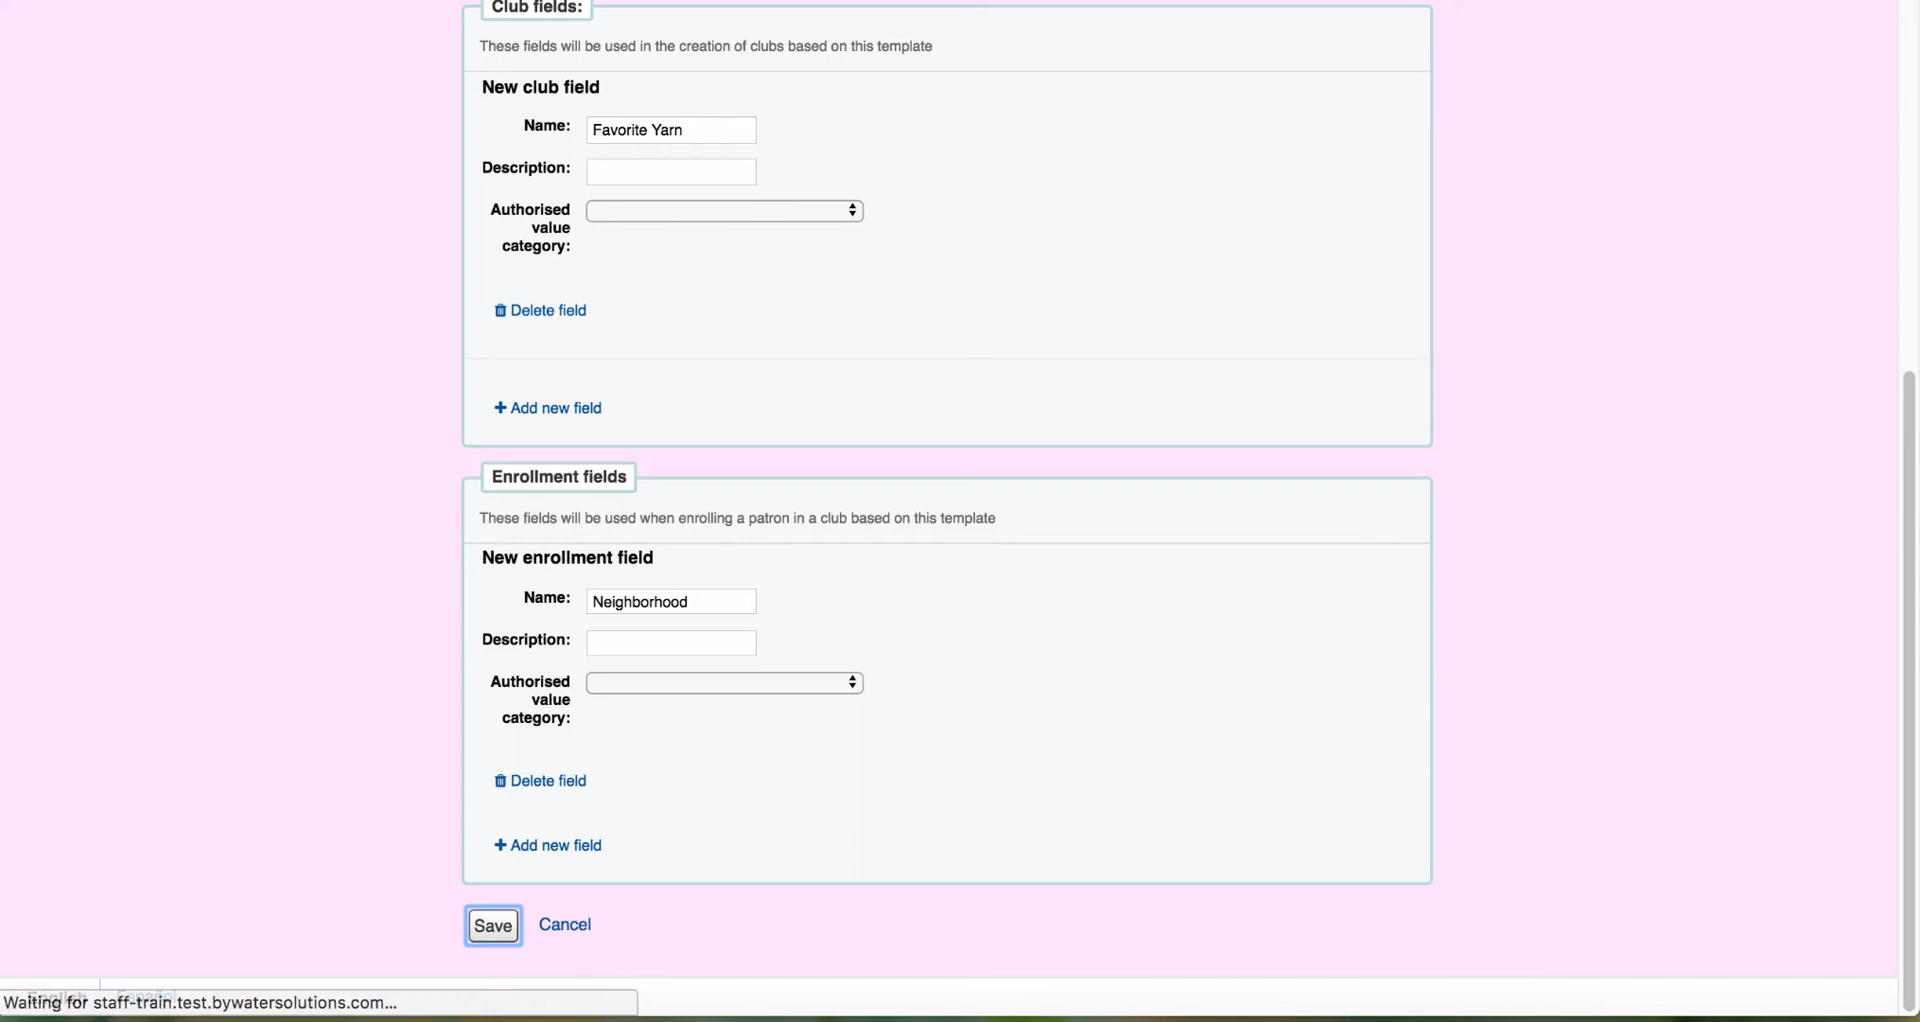 Club fields:
These fields will be used in the creation of clubs based on this template
New club field
Name: Favorite Yarn
Description:
Authorised
value
category:
Delete field
+ Add new field
Enrollment fields
These fields will be used when enrolling a patron in a club based on this template
New enrollment field
Name: Neighborhood
Description:
Authorised
value
category:
Delete field
+ Add new field
Save Cancel
English Español
Waiting for staff-train.test.bywatersolutions.com...